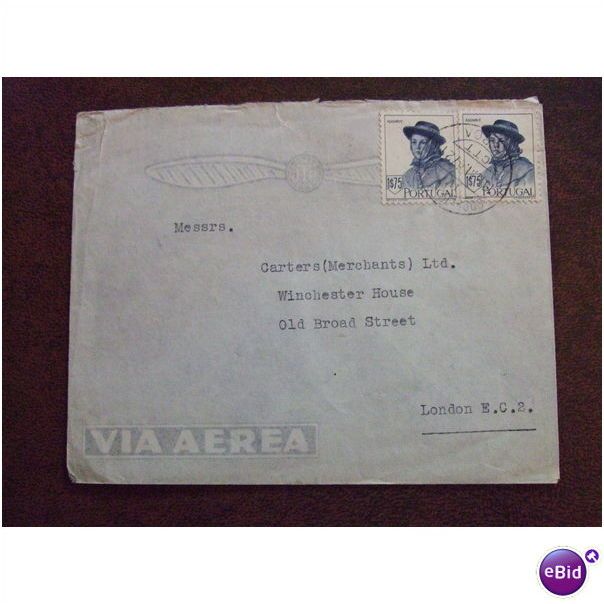 1$75
PORTUGAL
1$75
PORTUGAL
Messrs.
Carters(Merchants) Ltd.
Winchester House
Old Broad Street
London E.C.2.
VIA AEREA
eBid